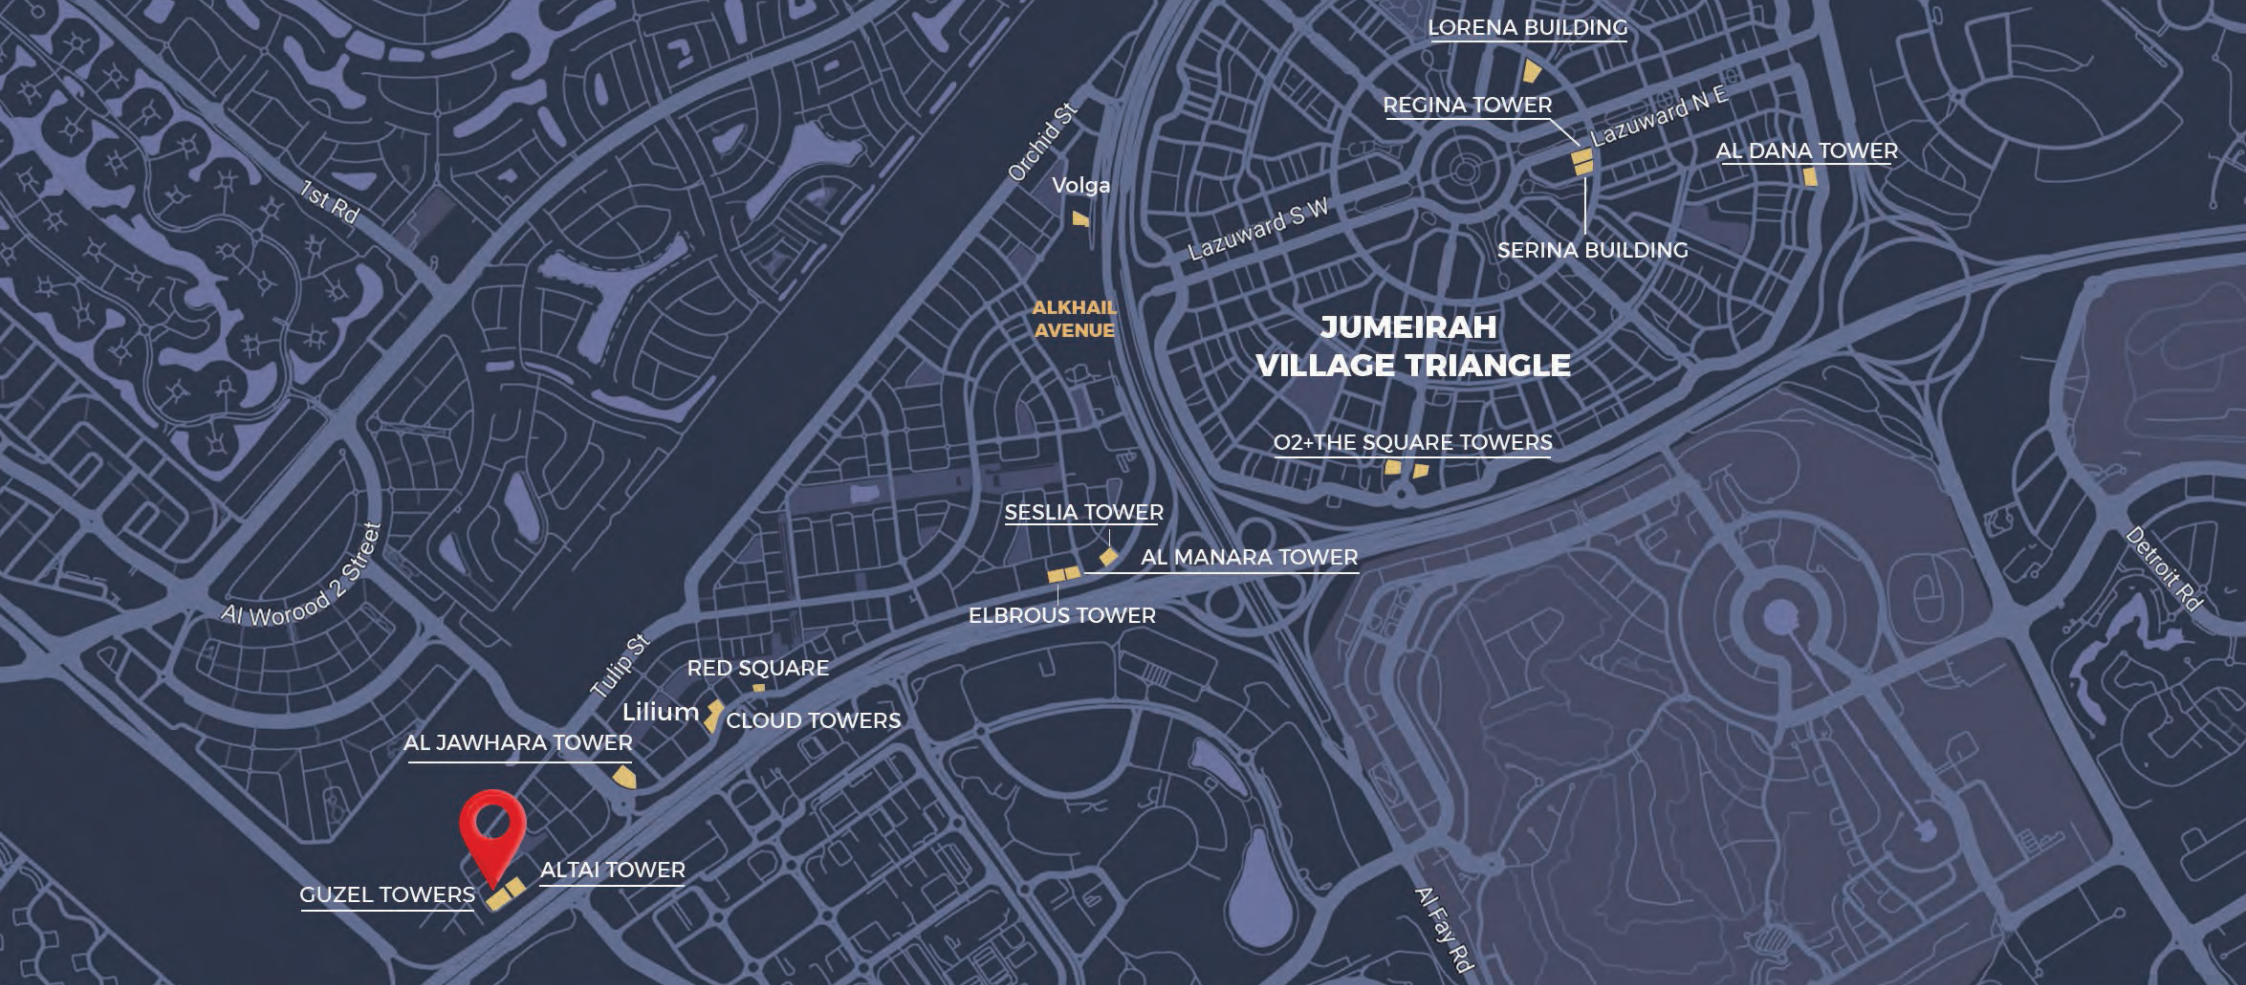 LORENA BUILDING
REGINA TOWER
Lazuward N E
AL DANA TOWER
Orchid St
Volga
1st Rd
Lazuward S W
SERINA BUILDING
ALKHAIL
AVENUE
JUMEIRAH
VILLAGE TRIANGLE
O2+THE SQUARE TOWERS
SESLIA TOWER
AL MANARA TOWER
Al Worood 2 Street
Detroit Rd
ELBROUS TOWER
Tulip St
RED SQUARE
Lilium
CLOUD TOWERS
AL JAWHARA TOWER
ALTAI TOWER
GUZEL TOWERS
Al Fay Rd